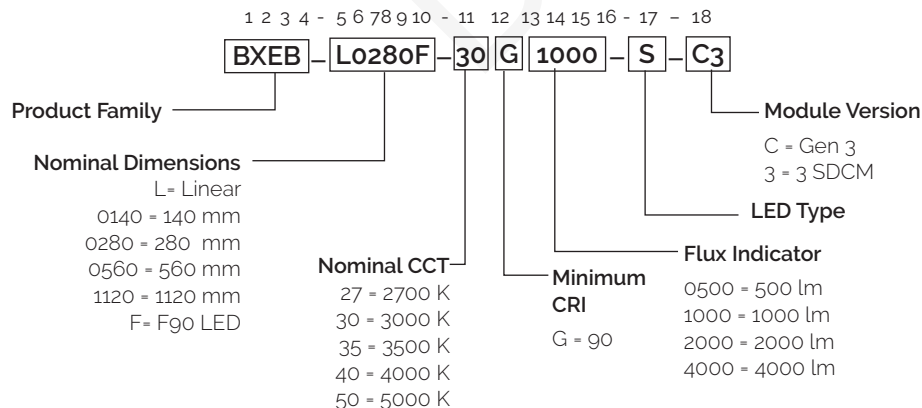 1 2 3 4 - 5 6 7 8 9 10 - 11 12 13 14 15 16 - 17 - 18
BXEB – L0280F – 30 G 1000 – S – C3
Product Family
Nominal Dimensions
L= Linear
0140 = 140 mm
0280 = 280 mm
0560 = 560 mm
1120 = 1120 mm
F= F90 LED
Nominal CCT
27 = 2700 K
30 = 3000 K
35 = 3500 K
40 = 4000 K
50 = 5000 K
Minimum
CRI
G = 90
Flux Indicator
0500 = 500 lm
1000 = 1000 lm
2000 = 2000 lm
4000 = 4000 lm
LED Type
Module Version
C = Gen 3
3 = 3 SDCM